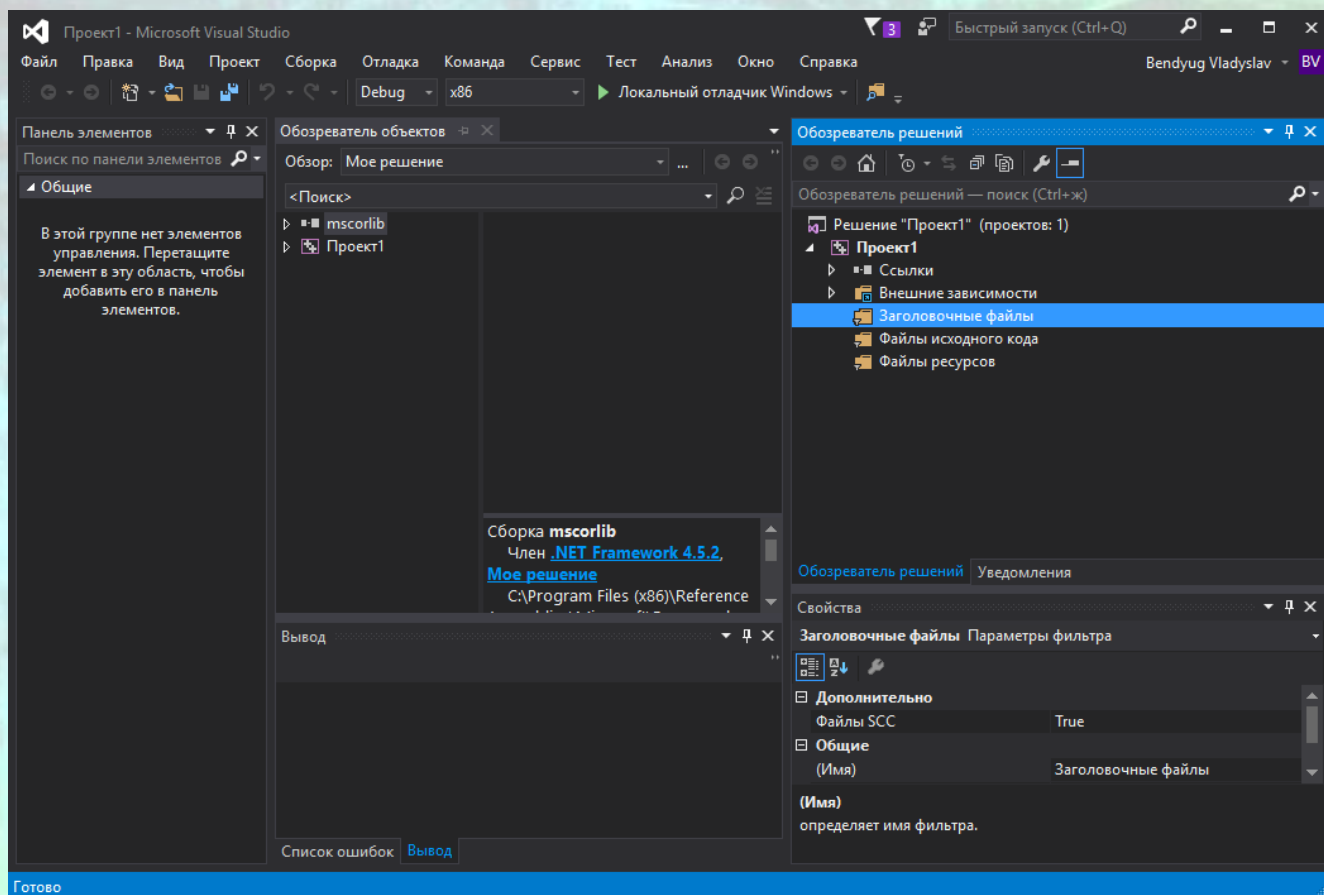 Проект1 - Microsoft Visual Studio
3
Быстрый запуск (Ctrl+Q)
Файл Правка Вид Проект Сборка Отладка Команда Сервис Тест Анализ Окно Справка
Bendyug Vladyslav BV
Debug x86 Локальный отладчик Windows
Панель элементов
Поиск по панели элементов
Общие
В этой группе нет элементов
управления. Перетащите
элемент в эту область, чтобы
добавить его в панель
элементов.
Обозреватель объектов
Обзор: Мое решение ...
<Поиск>
mscorlib
Проект1
Сборка mscorlib
Член .NET Framework 4.5.2,
Мое решение
C:\Program Files (x86)\Reference
Вывод
Список ошибок Вывод
Обозреватель решений
Обозреватель решений — поиск (Ctrl+ж)
Решение "Проект1" (проектов: 1)
Проект1
Ссылки
Внешние зависимости
Заголовочные файлы
Файлы исходного кода
Файлы ресурсов
Обозреватель решений Уведомления
Свойства
Заголовочные файлы Параметры фильтра
Дополнительно
Файлы SCC True
Общие
(Имя) Заголовочные файлы
(Имя)
определяет имя фильтра.
Готово